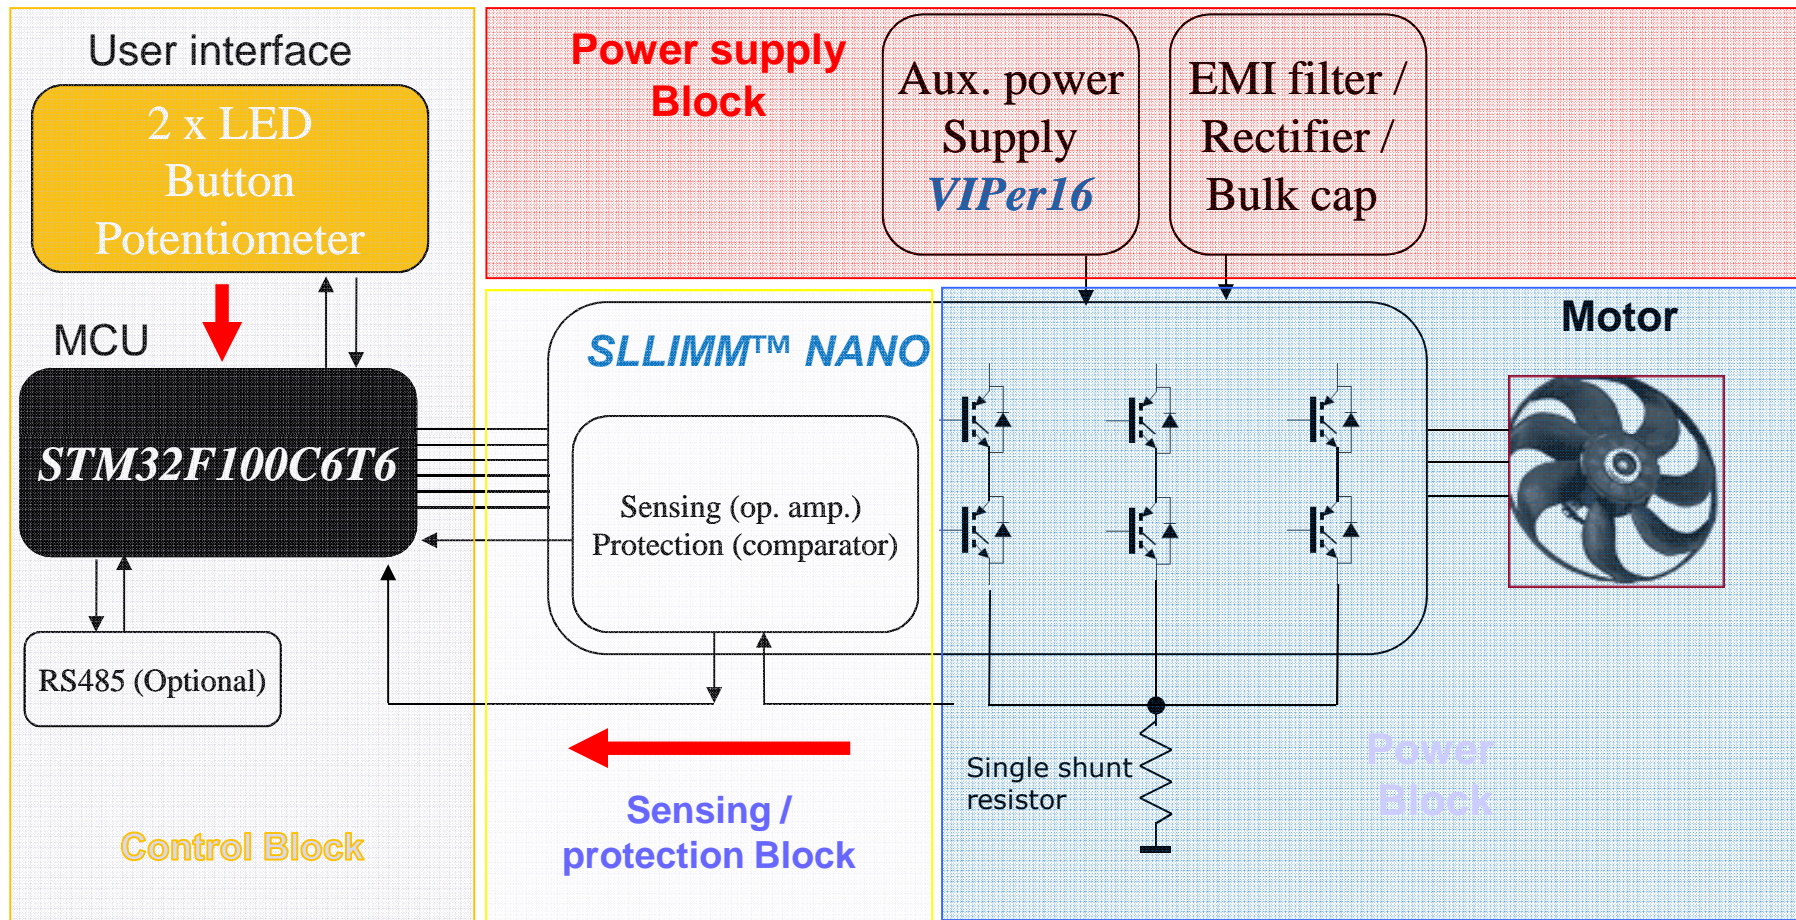 User interface
2 x LED
Button
Potentiometer
MCU
STM32F100C6T6
RS485 (Optional)
Control Block
Power supply
Block
Aux. power
Supply
VIPer16
EMI filter /
Rectifier /
Bulk cap
SLLIMM™ NANO
Sensing (op. amp.)
Protection (comparator)
Sensing /
protection Block
Motor
Single shunt
resistor
Power
Block